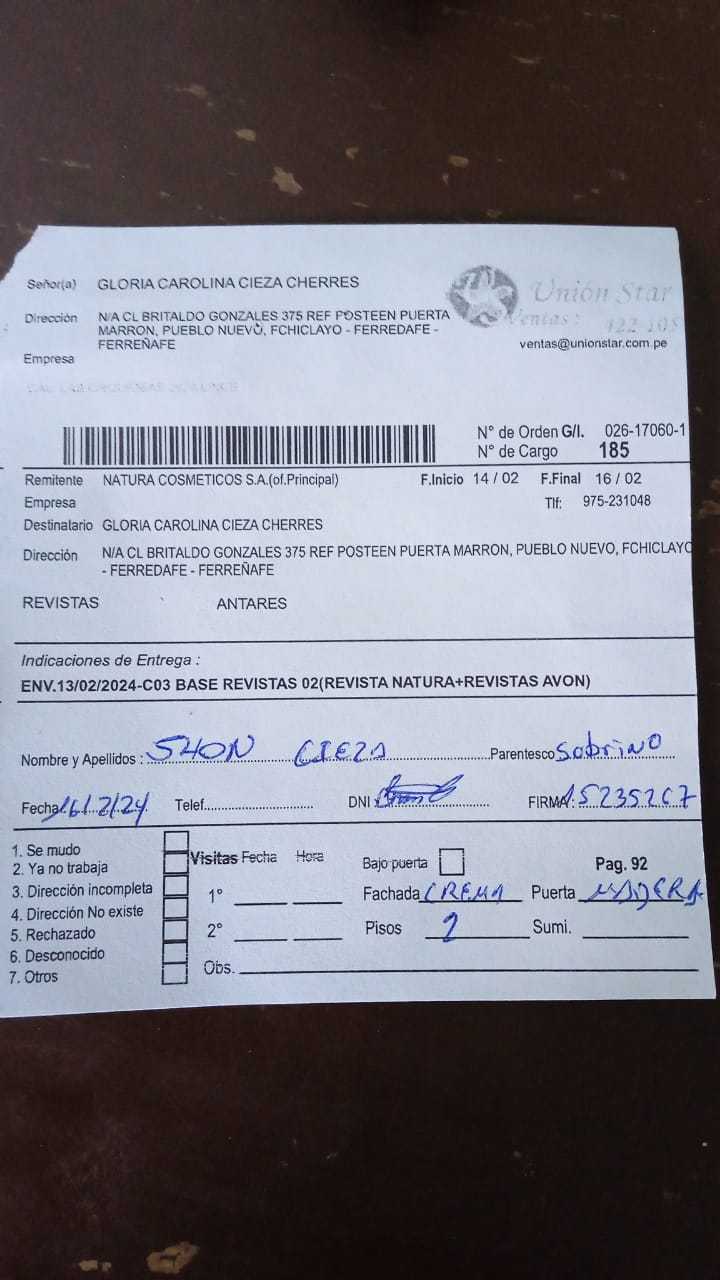 Señor(a) GLORIA CAROLINA CIEZA CHERRES
Unión Star
Ventas: 422-105
ventas@unionstar.com.pe
Dirección N/A CL BRITALDO GONZALES 375 REF POSTEEN PUERTA
MARRON, PUEBLO NUEVO, FCHICLAYO - FERREDAFE -
FERREÑAFE
Empresa
N° de Orden G/I. 026-17060-1
N° de Cargo 185
Remitente NATURA COSMETICOS S.A.(of.Principal) F.Inicio 14 / 02 F.Final 16 / 02
Empresa Tlf: 975-231048
Destinatario GLORIA CAROLINA CIEZA CHERRES
Dirección N/A CL BRITALDO GONZALES 375 REF POSTEEN PUERTA MARRON, PUEBLO NUEVO, FCHICLAYO
- FERREDAFE - FERREÑAFE
REVISTAS ANTARES
Indicaciones de Entrega :
ENV.13/02/2024-C03 BASE REVISTAS 02(REVISTA NATURA+REVISTAS AVON)
Nombre y Apellidos : SHON CIEZA Parentesco Sobrino
Fecha 16/2/24 Telef. DNI FIRMA: 15235267
1. Se mudo
2. Ya no trabaja
3. Dirección incompleta
4. Dirección No existe
5. Rechazado
6. Desconocido
7. Otros
Visitas Fecha Hora Bajo puerta Pag. 92
1° Fachada CREMA Puerta MADERA
2° Pisos 2 Sumi.
Obs.